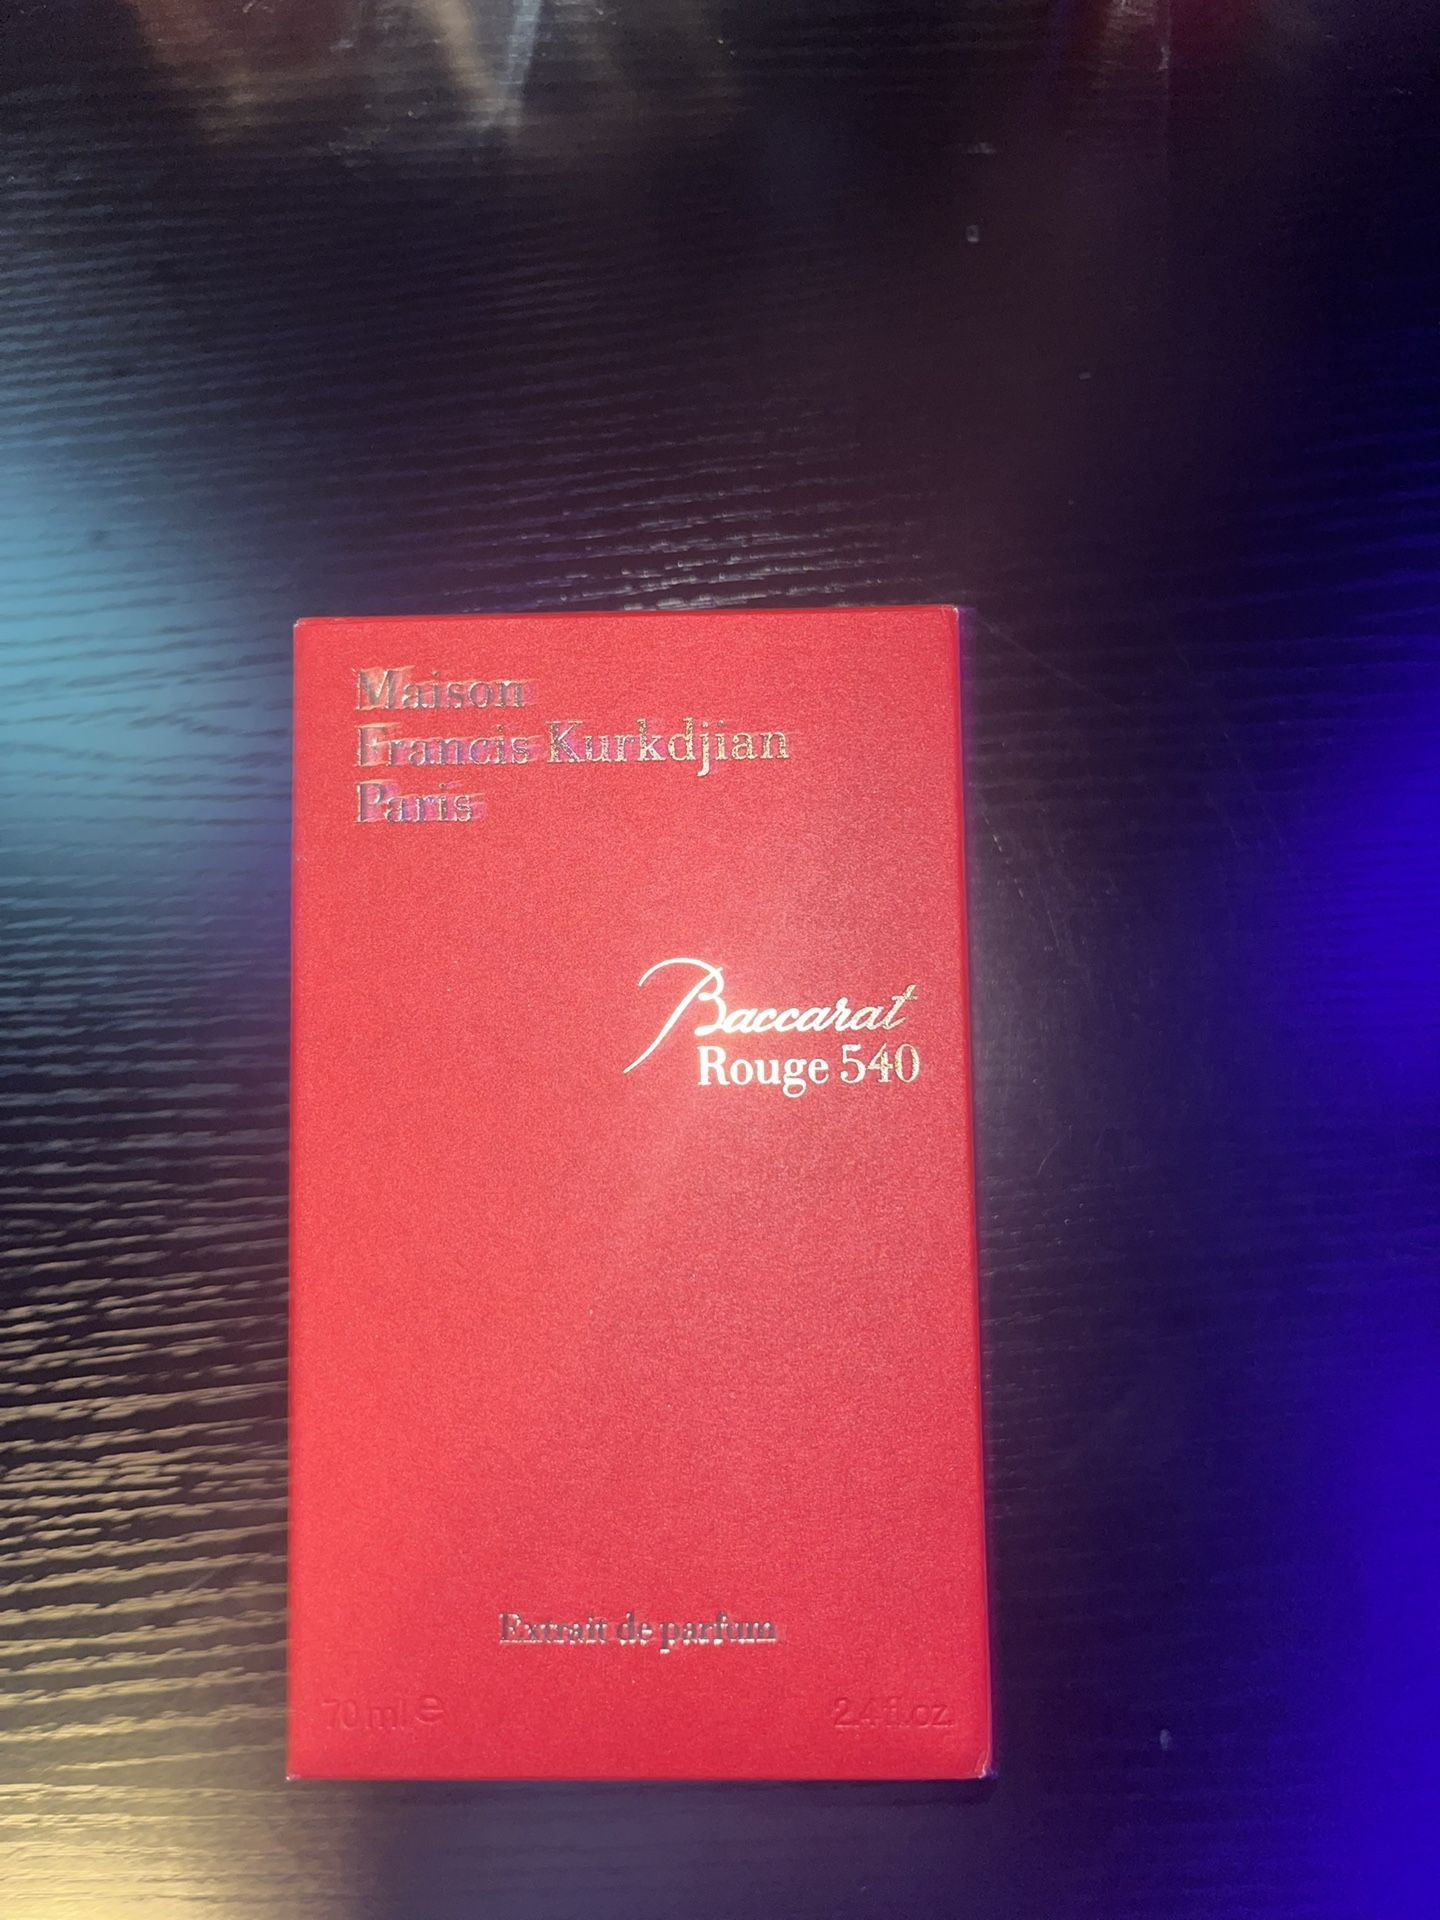 Maison
Francis Kurkdjian
Paris
Baccarat
Rouge 540
Extrait de parfum
70 ml ℮ 2.4 fl.oz.